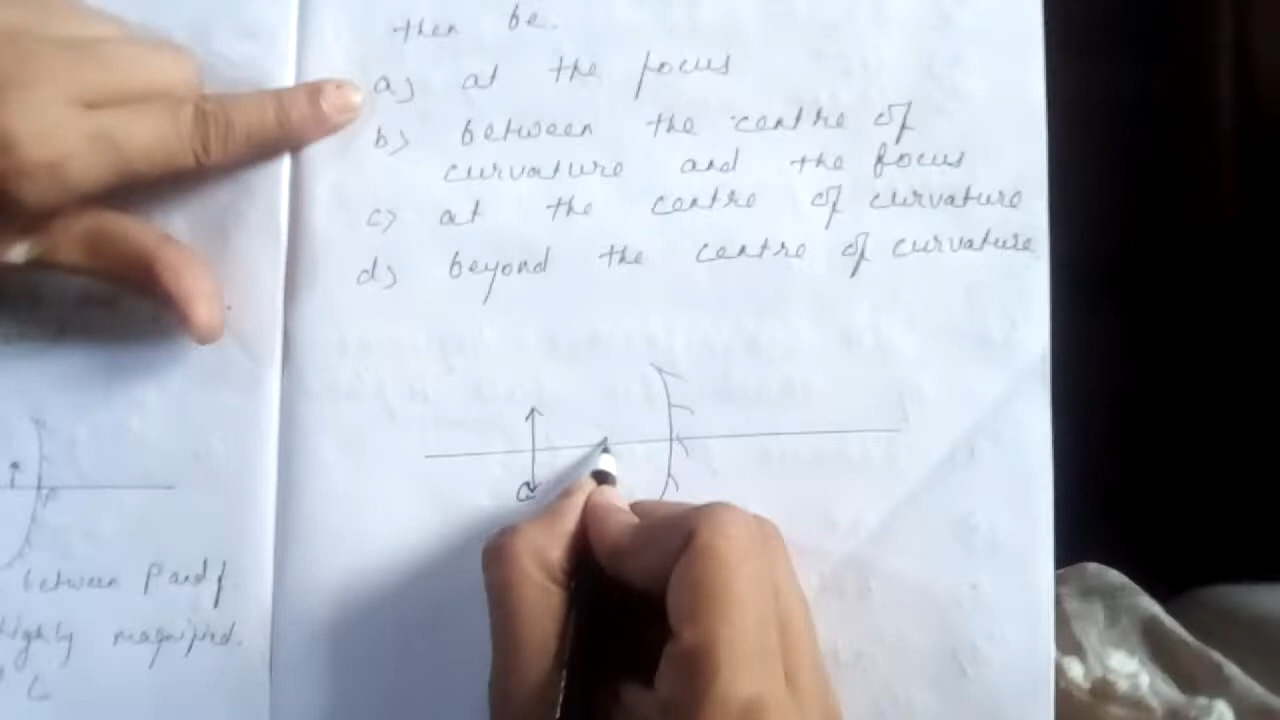 then be.
a) at the focus
b) between the centre of
curvature and the focus
c) at the centre of curvature
d) beyond the centre of curvature
between P and f
highly magnified.